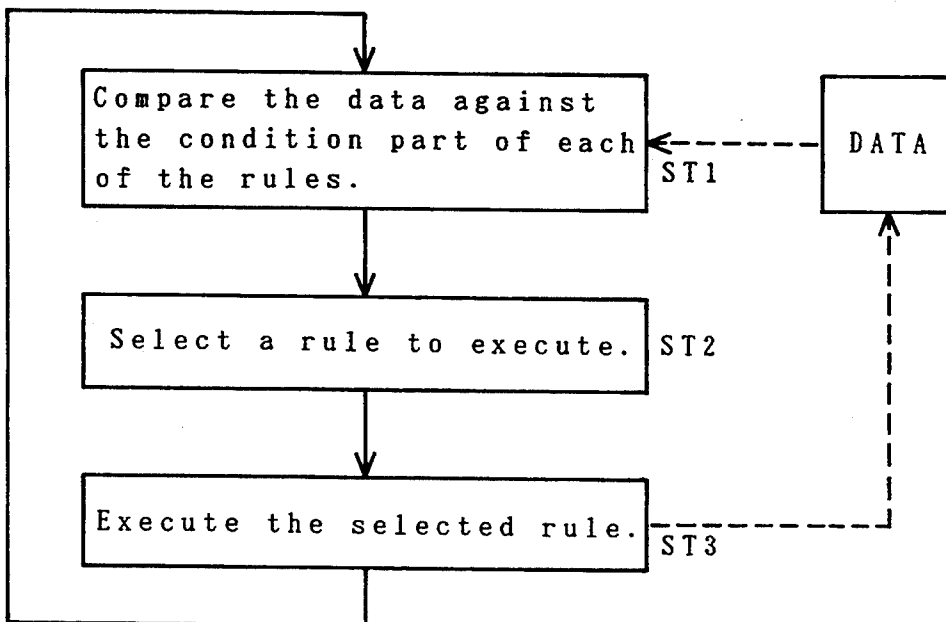 Compare the data against
the condition part of each
of the rules.
ST1
DATA
Select a rule to execute.
ST2
Execute the selected rule.
ST3